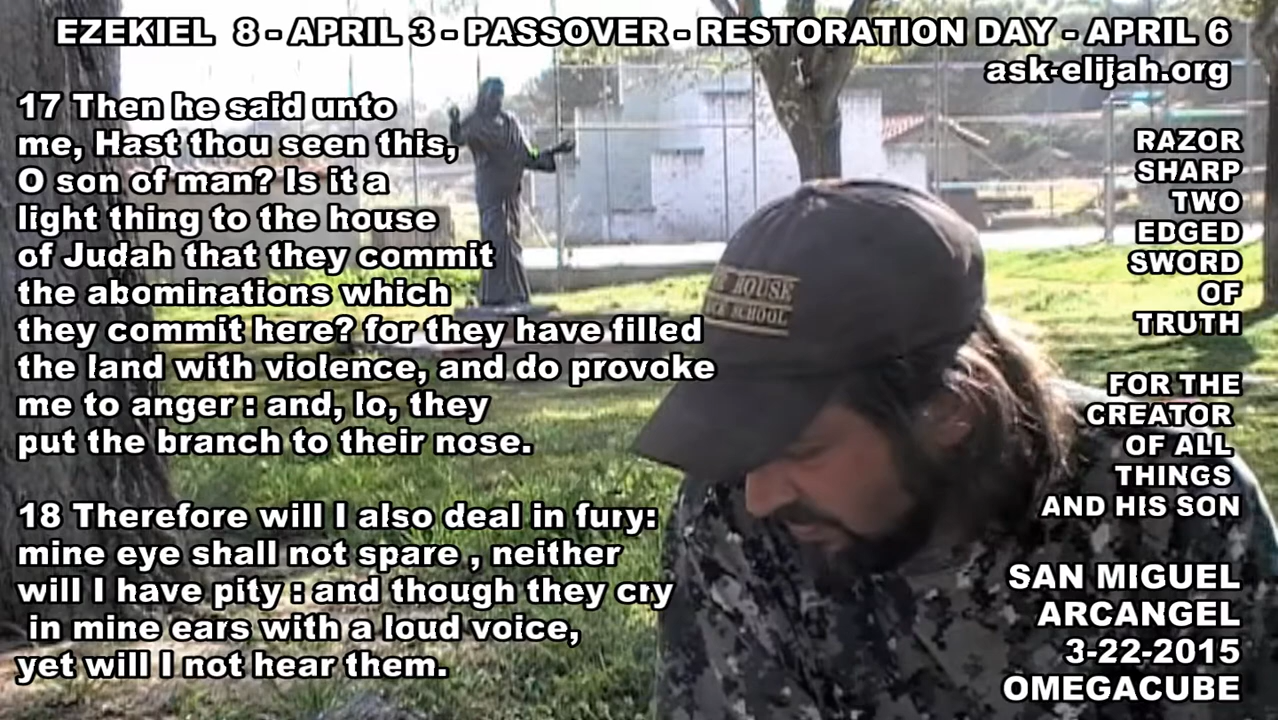 EZEKIEL 8 - APRIL 3 - PASSOVER - RESTORATION DAY - APRIL 6
ask-elijah.org
17 Then he said unto
me, Hast thou seen this,
O son of man? Is it a
light thing to the house
of Judah that they commit
the abominations which
they commit here? for they have filled
the land with violence, and do provoke
me to anger : and, lo, they
put the branch to their nose.
18 Therefore will I also deal in fury:
mine eye shall not spare , neither
will I have pity : and though they cry
in mine ears with a loud voice,
yet will I not hear them.
RAZOR
SHARP
TWO
EDGED
SWORD
OF
TRUTH
FOR THE
CREATOR
OF ALL
THINGS
AND HIS SON
SAN MIGUEL
ARCANGEL
3-22-2015
OMEGACUBE
HOUSE
SCHOOL